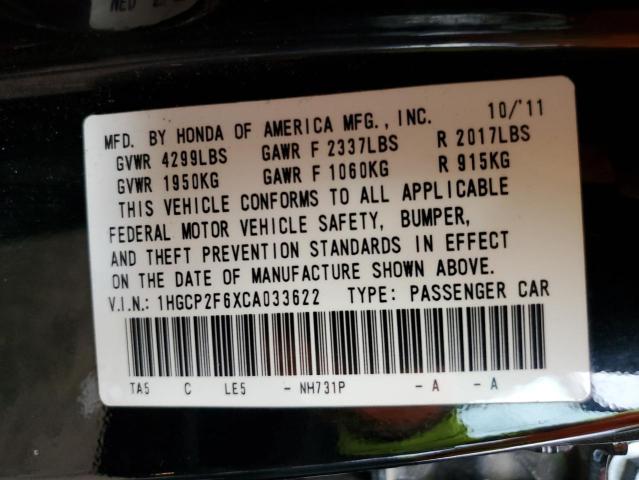 MFD. BY HONDA OF AMERICA MFG., INC. 10/'11
GVWR 4299LBS GAWR F 2337LBS R 2017LBS
GVWR 1950KG GAWR F 1060KG R 915KG
THIS VEHICLE CONFORMS TO ALL APPLICABLE
FEDERAL MOTOR VEHICLE SAFETY, BUMPER,
AND THEFT PREVENTION STANDARDS IN EFFECT
ON THE DATE OF MANUFACTURE SHOWN ABOVE.
V.I.N.: 1HGCP2F6XCA033622 TYPE: PASSENGER CAR
TA5 C LE5 - NH731P - A - A